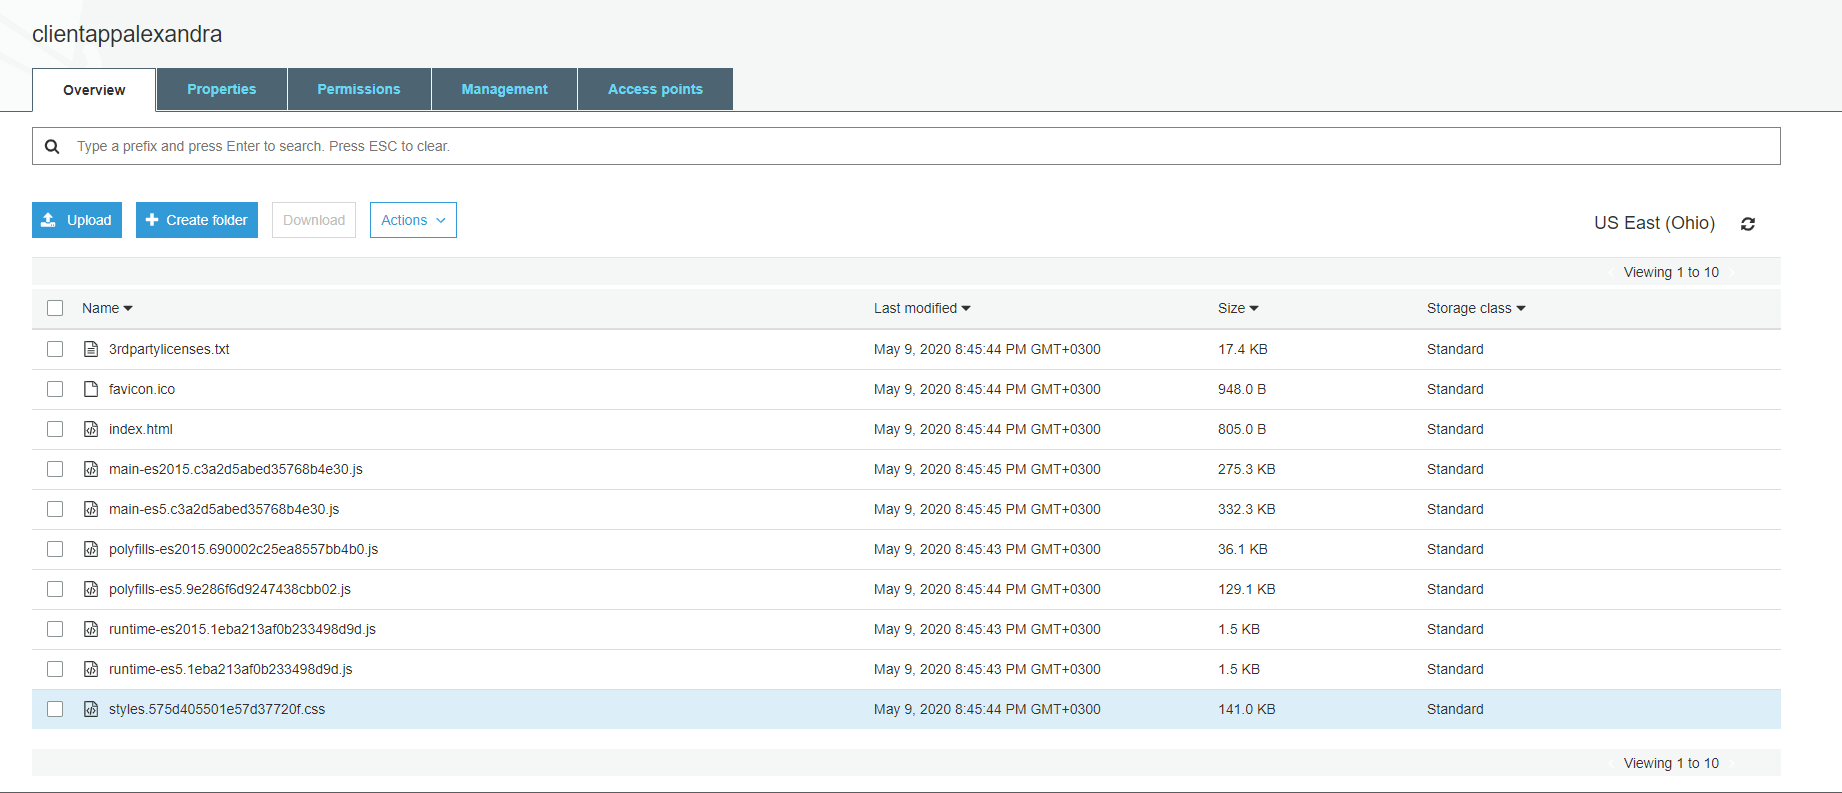 clientappalexandra
Overview Properties Permissions Management Access points
Type a prefix and press Enter to search. Press ESC to clear.
Upload Create folder Download Actions US East (Ohio)
Viewing 1 to 10
Name Last modified Size Storage class
3rdpartylicenses.txt May 9, 2020 8:45:44 PM GMT+0300 17.4 KB Standard
favicon.ico May 9, 2020 8:45:44 PM GMT+0300 948.0 B Standard
index.html May 9, 2020 8:45:44 PM GMT+0300 805.0 B Standard
main-es2015.c3a2d5abed35768b4e30.js May 9, 2020 8:45:45 PM GMT+0300 275.3 KB Standard
main-es5.c3a2d5abed35768b4e30.js May 9, 2020 8:45:45 PM GMT+0300 332.3 KB Standard
polyfills-es2015.690002c25ea8557bb4b0.js May 9, 2020 8:45:43 PM GMT+0300 36.1 KB Standard
polyfills-es5.9e286f6d9247438cbb02.js May 9, 2020 8:45:44 PM GMT+0300 129.1 KB Standard
runtime-es2015.1eba213af0b233498d9d.js May 9, 2020 8:45:43 PM GMT+0300 1.5 KB Standard
runtime-es5.1eba213af0b233498d9d.js May 9, 2020 8:45:43 PM GMT+0300 1.5 KB Standard
styles.575d405501e57d37720f.css May 9, 2020 8:45:44 PM GMT+0300 141.0 KB Standard
Viewing 1 to 10